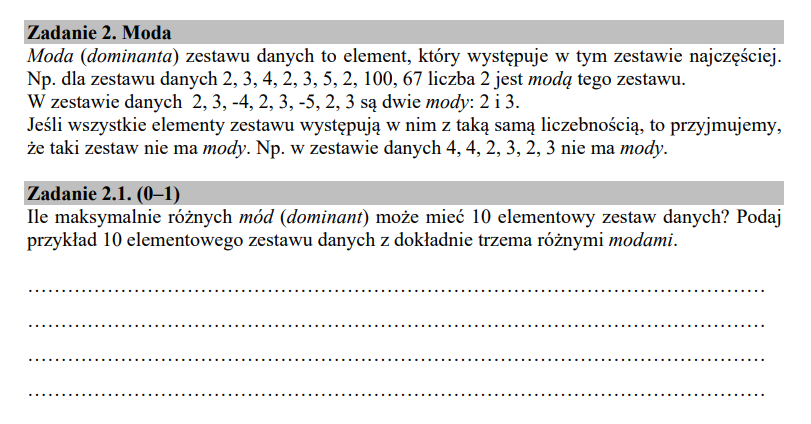 Zadanie 2. Moda
Moda (dominanta) zestawu danych to element, który występuje w tym zestawie najczęściej.
Np. dla zestawu danych 2, 3, 4, 2, 3, 5, 2, 100, 67 liczba 2 jest modą tego zestawu.
W zestawie danych 2, 3, -4, 2, 3, -5, 2, 3 są dwie mody: 2 i 3.
Jeśli wszystkie elementy zestawu występują w nim z taką samą liczebnością, to przyjmujemy,
że taki zestaw nie ma mody. Np. w zestawie danych 4, 4, 2, 3, 2, 3 nie ma mody.
Zadanie 2.1. (0–1)
Ile maksymalnie różnych mód (dominant) może mieć 10 elementowy zestaw danych? Podaj
przykład 10 elementowego zestawu danych z dokładnie trzema różnymi modami.